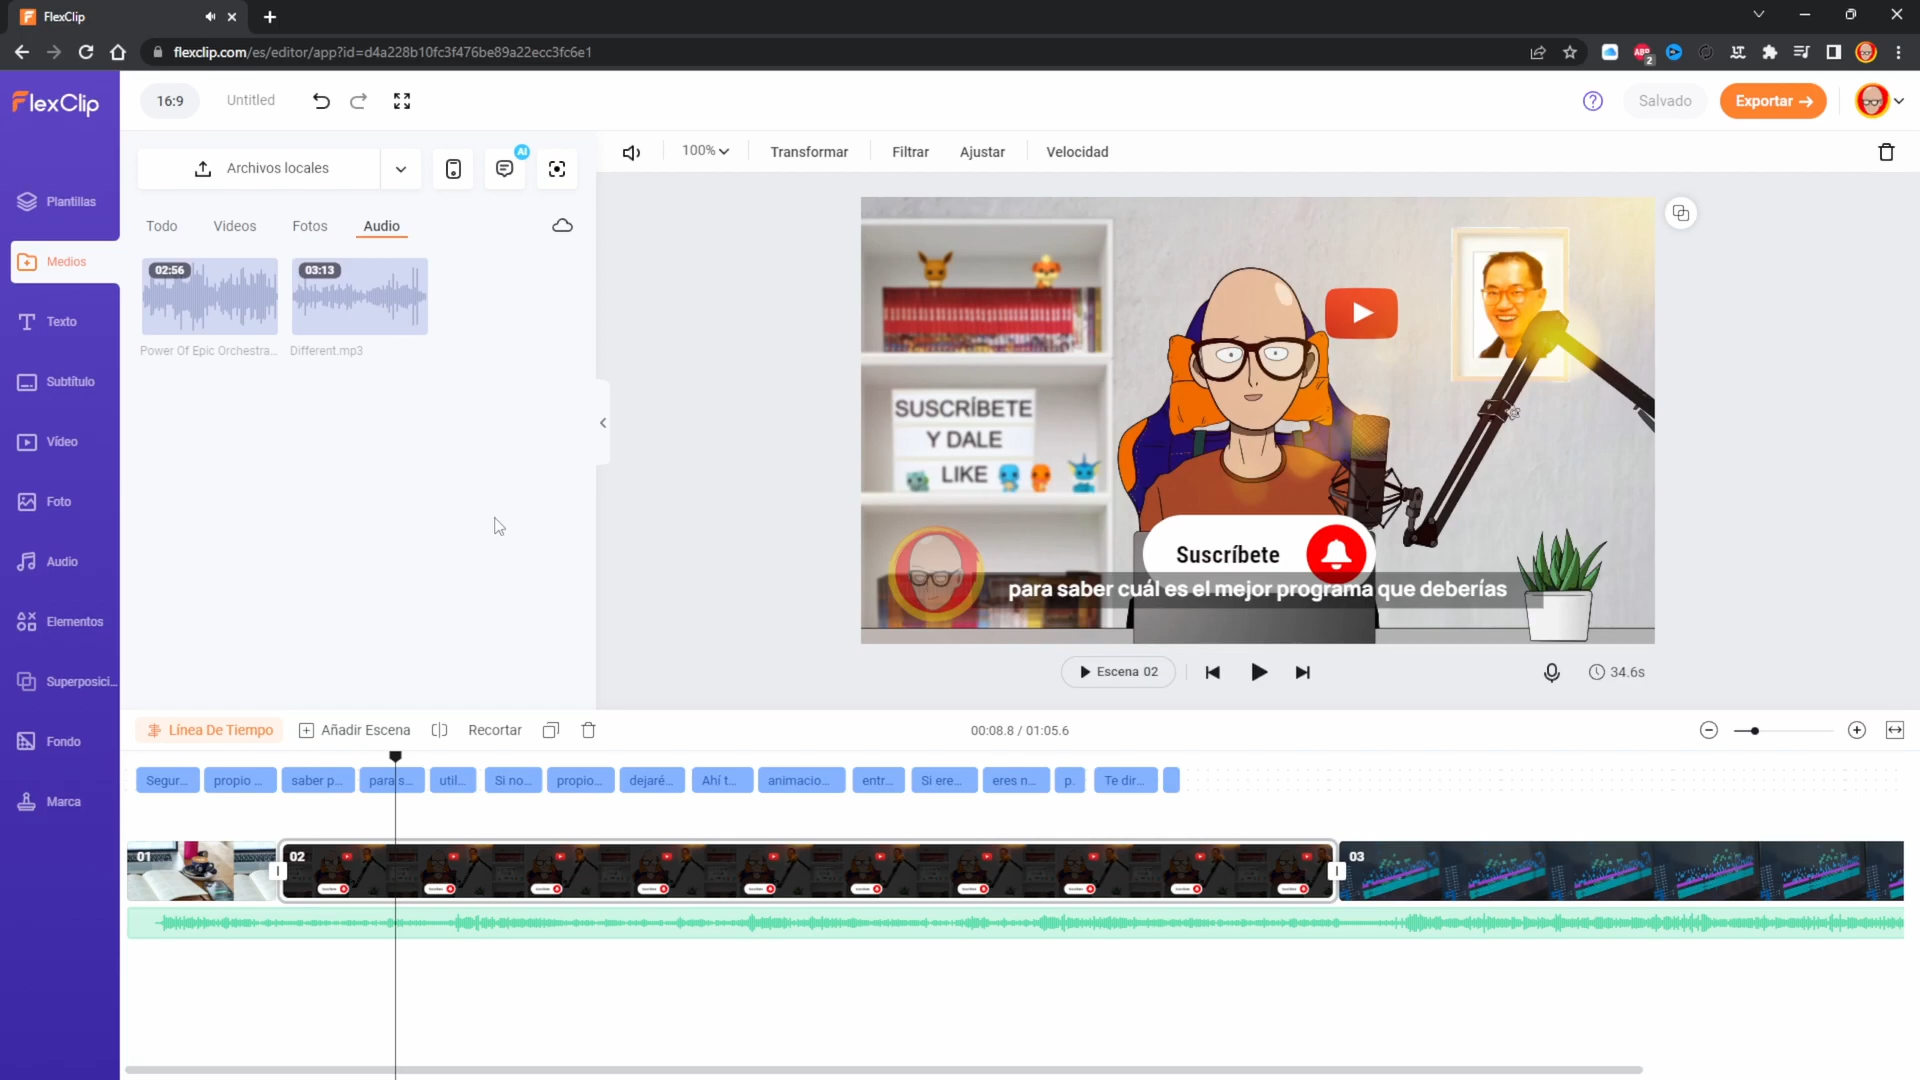 FlexClip
flexclip.com/es/editor/app?id=d4a228b10fc3f476be89a22ecc3fc6e1
ABP
2
FlexClip
16:9
Untitled
Salvado
Exportar
Archivos locales
AI
100%
Transformar
Filtrar
Ajustar
Velocidad
Plantillas
Medios
Texto
Subtítulo
Vídeo
Foto
Audio
Elementos
Superposici...
Fondo
Marca
Todo
Videos
Fotos
Audio
02:56
03:13
Power Of Epic Orchestra...
Different.mp3
SUSCRÍBETE
Y DALE
LIKE
Suscríbete
para saber cuál es el mejor programa que deberías
Escena 02
34.6s
Línea De Tiempo
Añadir Escena
Recortar
00:08.8 / 01:05.6
Segur...
propio ...
saber p...
para s...
util...
Si no...
propio...
dejaré...
Ahí t...
animacio...
entr...
Si ere...
eres n...
p.
Te dir...
01
02
03